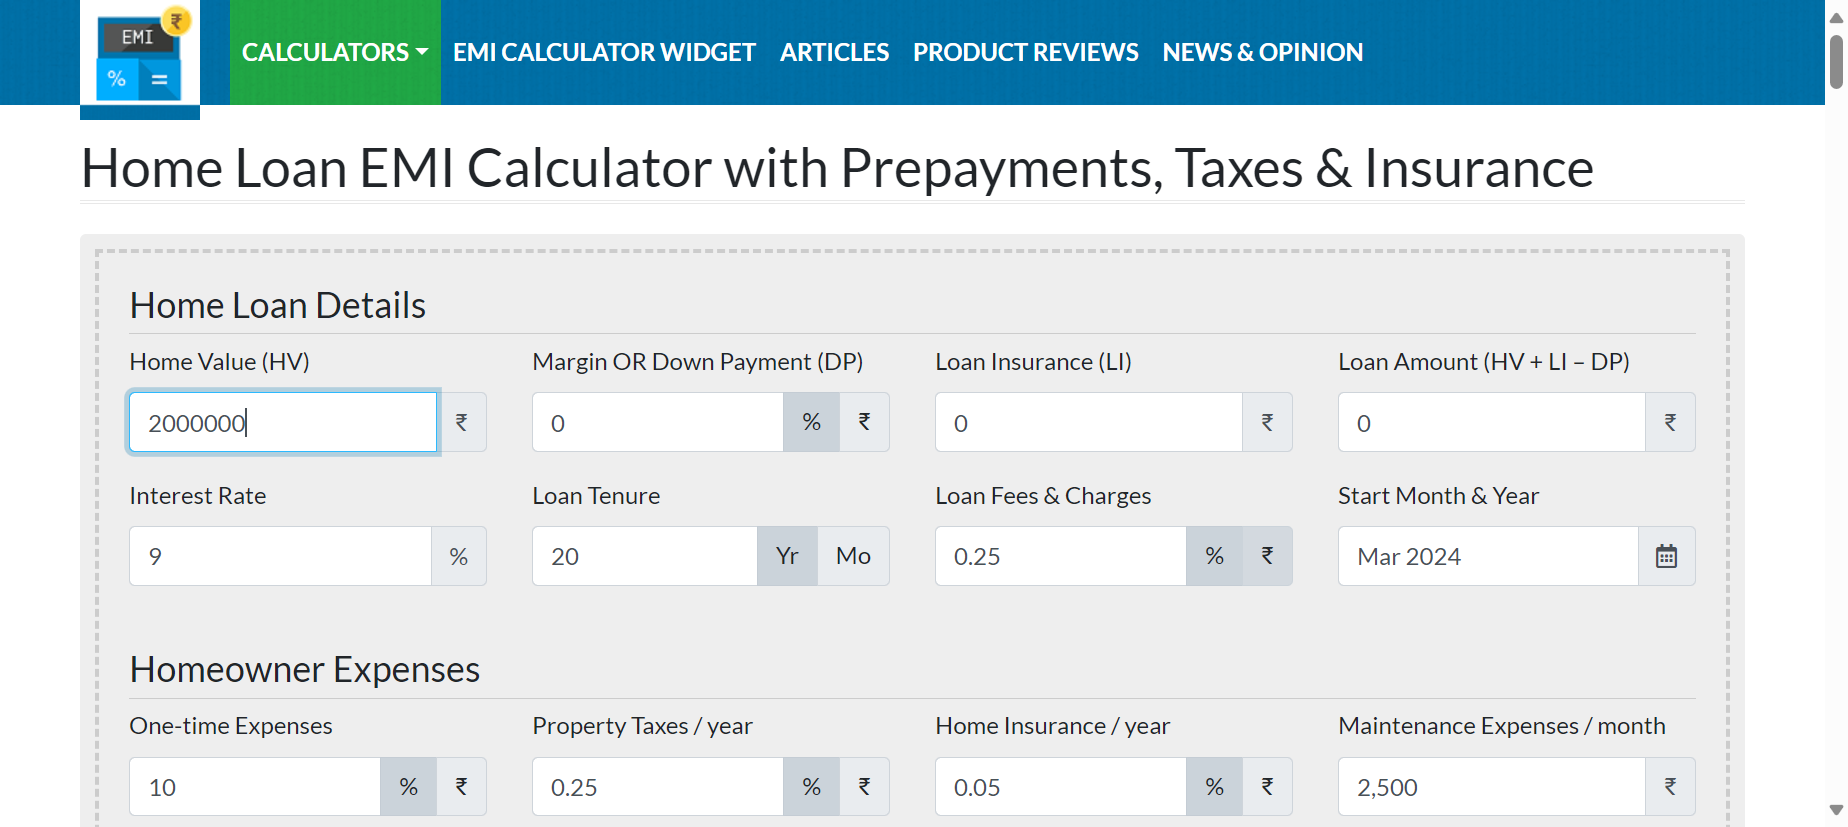 EMI
₹
% =
CALCULATORS EMI CALCULATOR WIDGET ARTICLES PRODUCT REVIEWS NEWS & OPINION
Home Loan EMI Calculator with Prepayments, Taxes & Insurance
Home Loan Details
Home Value (HV) Margin OR Down Payment (DP) Loan Insurance (LI) Loan Amount (HV + LI – DP)
2000000 ₹ 0 % ₹ 0 ₹ 0 ₹
Interest Rate Loan Tenure Loan Fees & Charges Start Month & Year
9 % 20 Yr Mo 0.25 % ₹ Mar 2024
Homeowner Expenses
One-time Expenses Property Taxes / year Home Insurance / year Maintenance Expenses / month
10 % ₹ 0.25 % ₹ 0.05 % ₹ 2,500 ₹